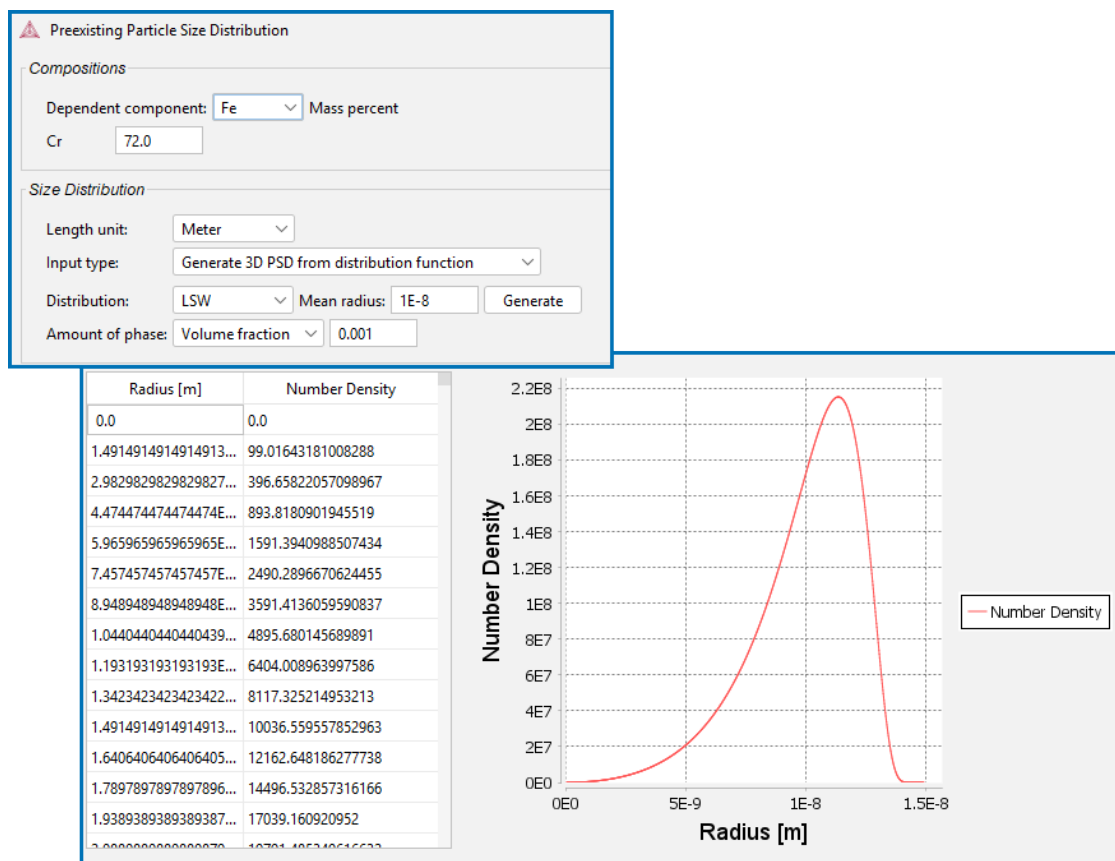 Preexisting Particle Size Distribution
Compositions
Dependent component: Fe Mass percent
Cr 72.0
Size Distribution
Length unit: Meter
Input type: Generate 3D PSD from distribution function
Distribution: LSW Mean radius: 1E-8 Generate
Amount of phase: Volume fraction 0.001
Radius [m] Number Density
0.0 0.0
1.4914914914914913... 99.01643181008288
2.9829829829829827... 396.65822057098967
4.474474474474474E... 893.8180901945519
5.965965965965965E... 1591.3940988507434
7.457457457457457E... 2490.2896670624455
8.948948948948948E... 3591.4136059590837
1.0440440440440439... 4895.680145689891
1.193193193193193E... 6404.008963997586
1.3423423423423422... 8117.325214953213
1.4914914914914913... 10036.559557852963
1.6406406406406405... 12162.648186277738
1.7897897897897896... 14496.532857316166
1.9389389389389387... 17039.160920952
2.2E8
2E8
1.8E8
1.6E8
1.4E8
1.2E8
1E8
8E7
6E7
4E7
2E7
0E0
Number Density
0E0 5E-9 1E-8 1.5E-8
Radius [m]
Number Density